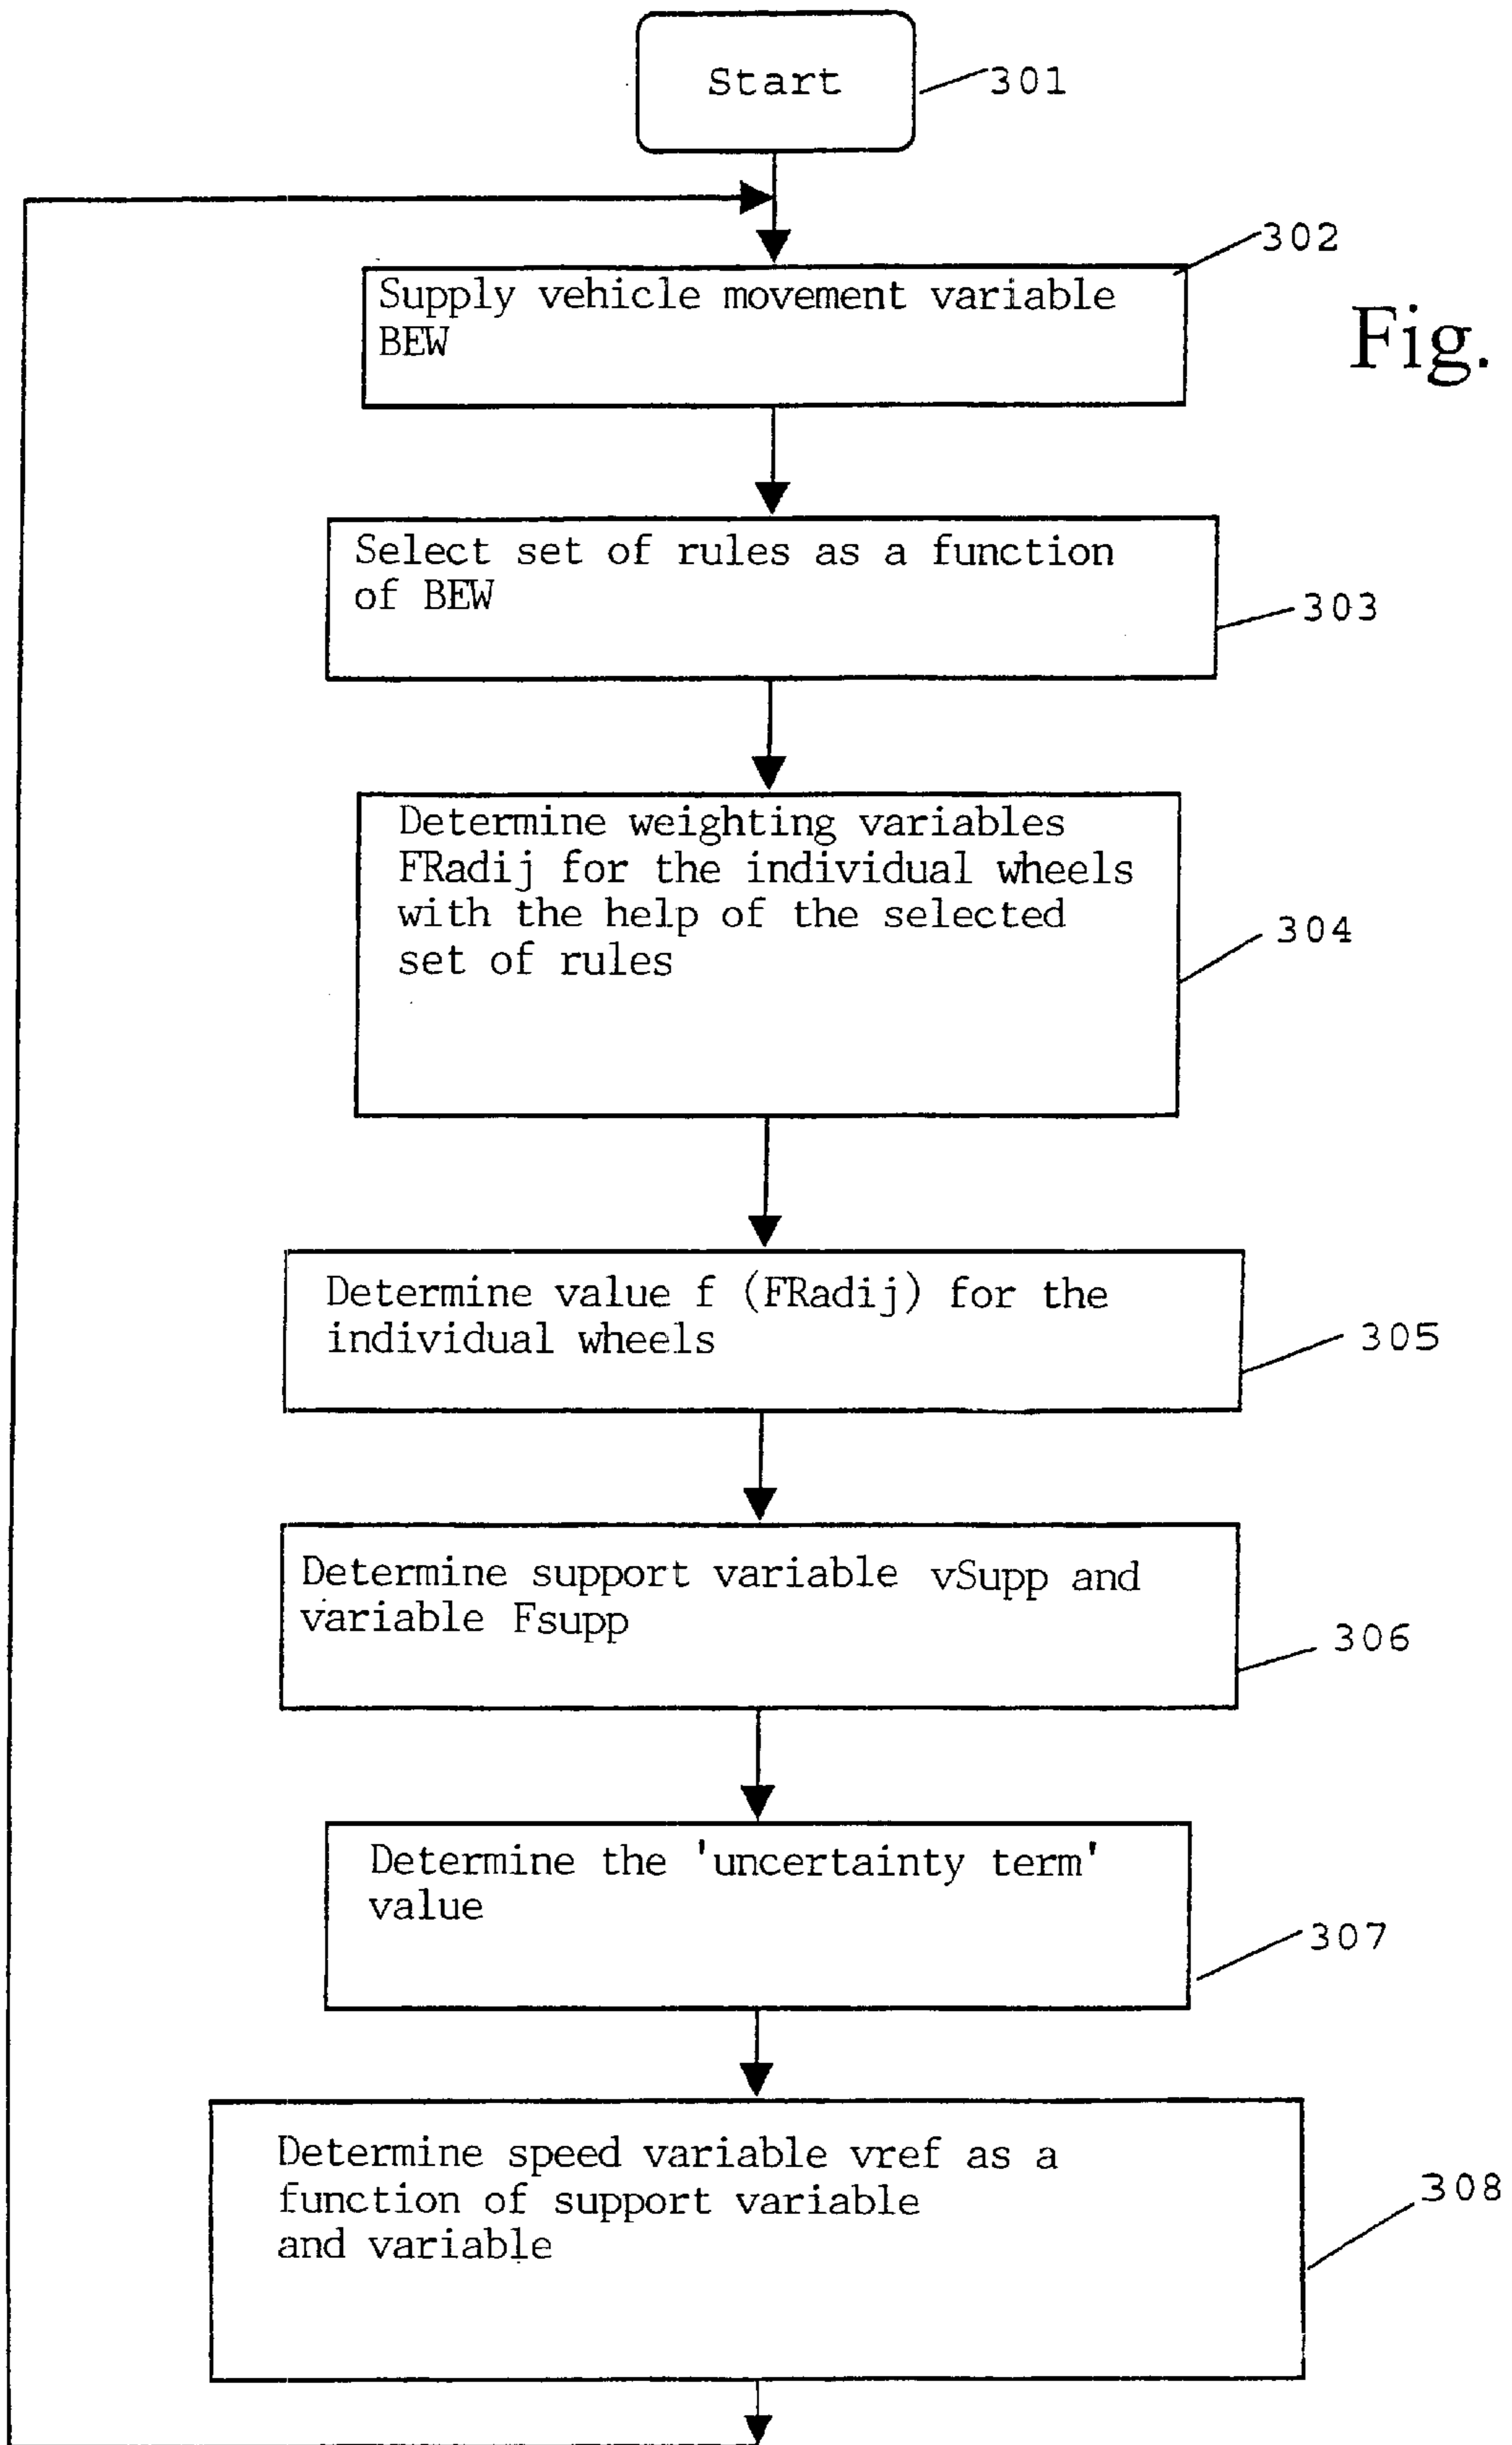 Start
301
302
Supply vehicle movement variable
BEW
Fig.
Select set of rules as a function
of BEW
303
Determine weighting variables
FRadij for the individual wheels
with the help of the selected
set of rules
304
Determine value f (FRadij) for the
individual wheels
305
Determine support variable vSupp and
variable Fsupp
306
Determine the 'uncertainty term'
value
307
Determine speed variable vref as a
function of support variable
and variable
308